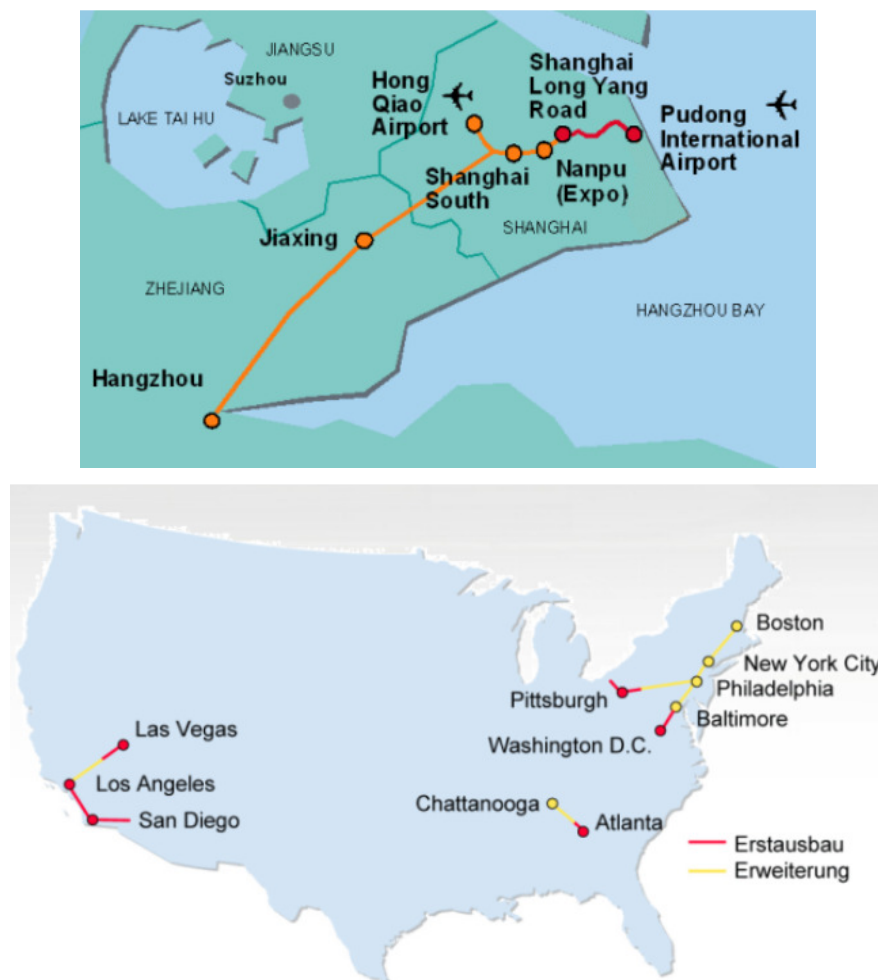 JIANGSU
Suzhou
LAKE TAI HU
Hong
Qiao
Airport
Shanghai
Long Yang
Road
Pudong
International
Airport
Shanghai
South
Nanpu
(Expo)
SHANGHAI
Jiaxing
ZHEJIANG
HANGZHOU BAY
Hangzhou
Boston
New York City
Philadelphia
Pittsburgh
Baltimore
Washington D.C.
Las Vegas
Los Angeles
San Diego
Chattanooga
Atlanta
Erstausbau
Erweiterung